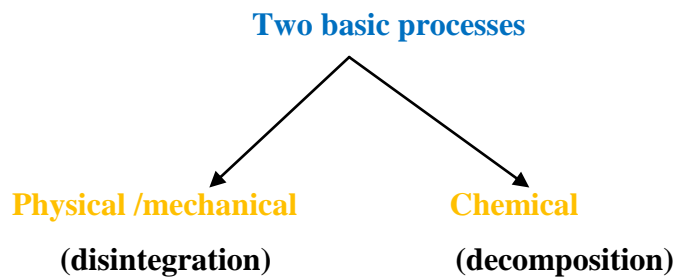 Two basic processes
Physical /mechanical Chemical
(disintegration) (decomposition)